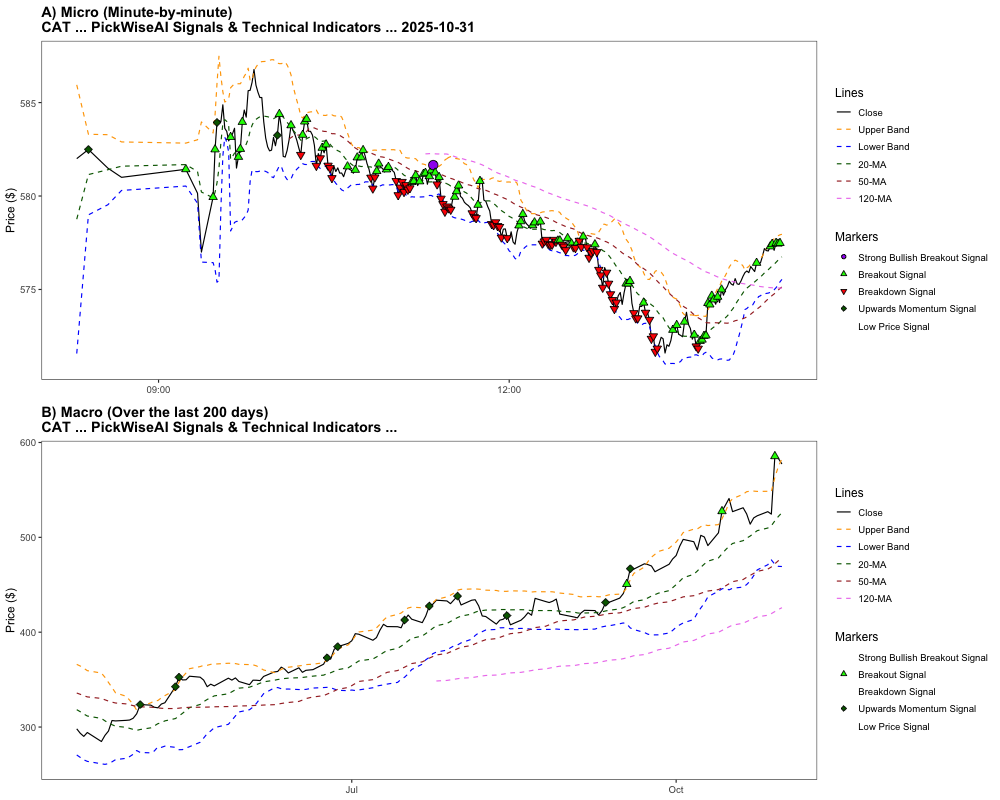 A) Micro (Minute-by-minute)
CAT ... PickWiseAI Signals & Technical Indicators ... 2025-10-31
585
580
575
Price ($)
09:00
12:00
Lines
Close
Upper Band
Lower Band
20-MA
50-MA
120-MA
Markers
Strong Bullish Breakout Signal
Breakout Signal
Breakdown Signal
Upwards Momentum Signal
Low Price Signal
B) Macro (Over the last 200 days)
CAT ... PickWiseAI Signals & Technical Indicators ...
600
500
400
300
Price ($)
Jul
Oct
Lines
Close
Upper Band
Lower Band
20-MA
50-MA
120-MA
Markers
Strong Bullish Breakout Signal
Breakout Signal
Breakdown Signal
Upwards Momentum Signal
Low Price Signal